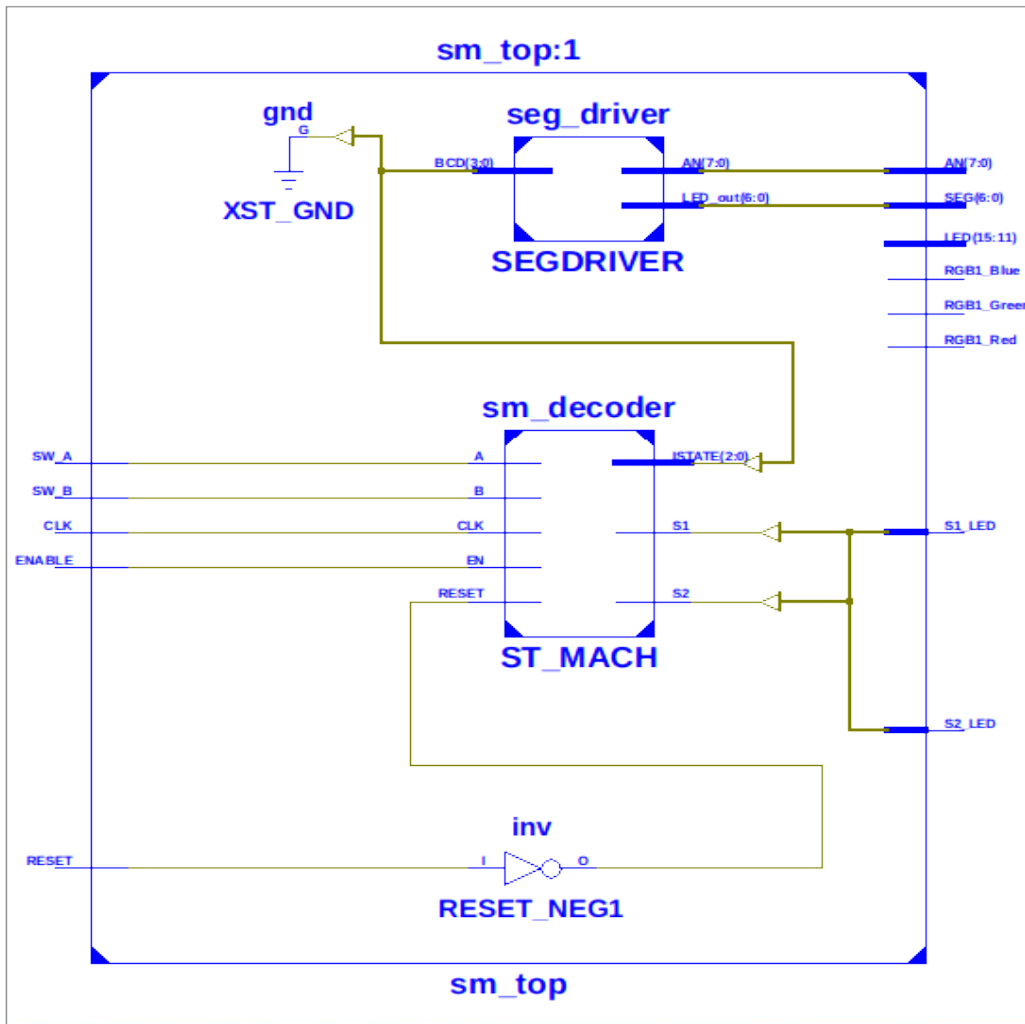 sm_top:1
gnd
seg_driver
G
BCD(3:0)
AN(7:0)
AN(7:0)
LED_out(6:0)
SEG(6:0)
XST_GND
LED(15:11)
SEGDRIVER
RGB1_Blue
RGB1_Green
RGB1_Red
sm_decoder
SW_A
A
ISTATE(2:0)
SW_B
B
CLK
CLK
S1
S1_LED
ENABLE
EN
RESET
S2
ST_MACH
S2_LED
inv
RESET
I
O
RESET_NEG1
sm_top